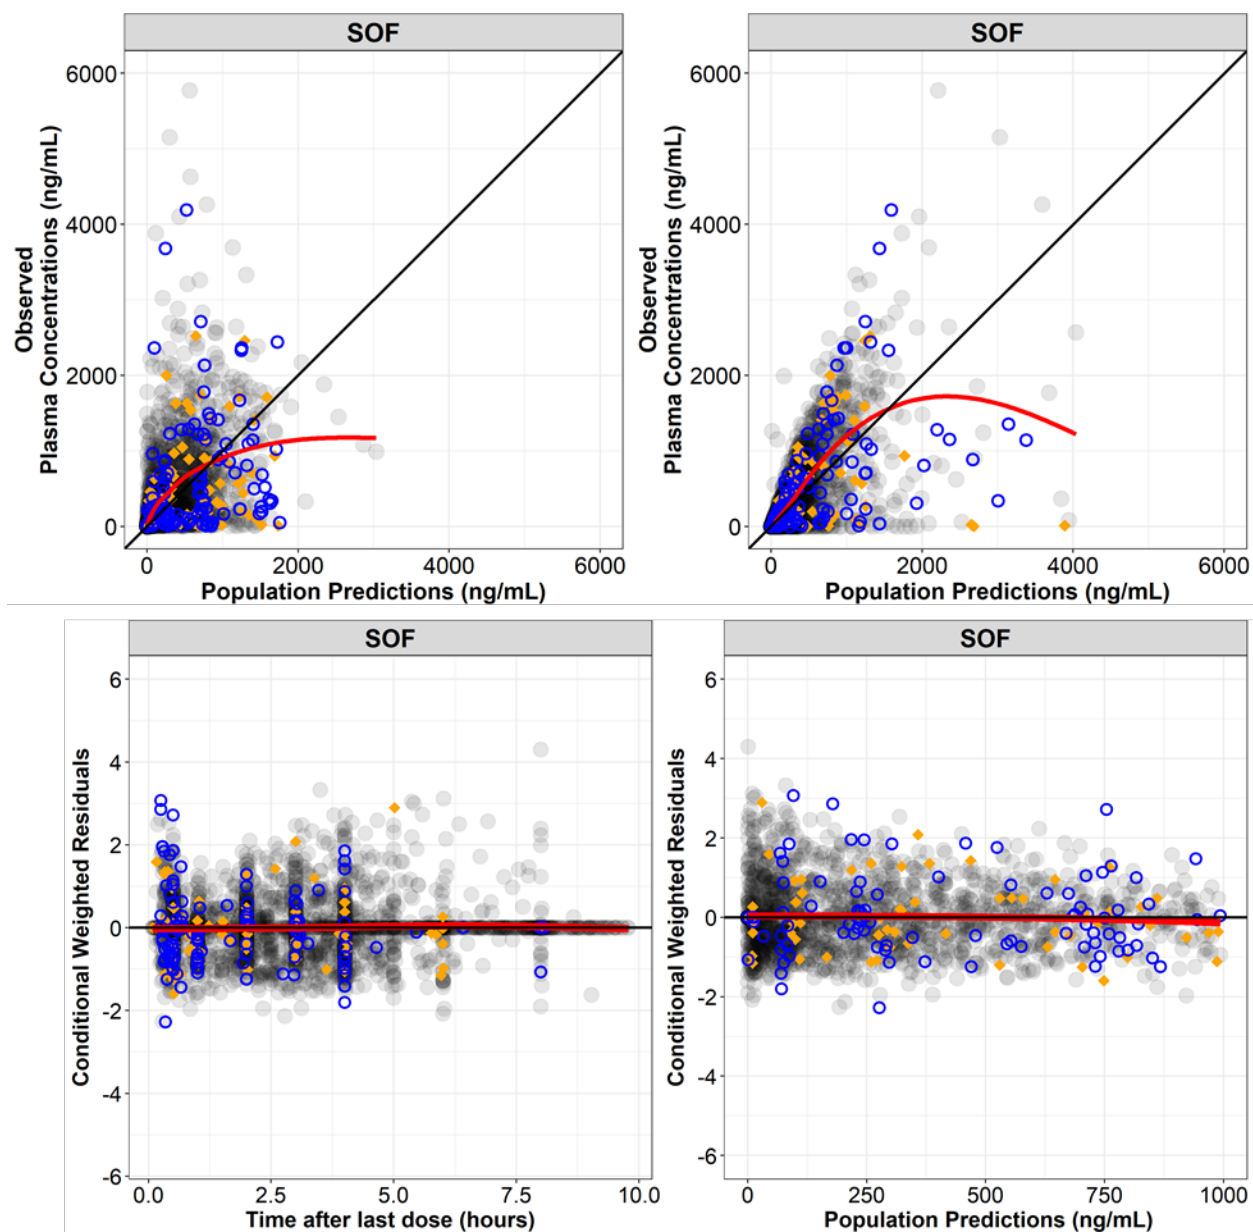 SOF
6000
4000
2000
0
Observed
Plasma Concentrations (ng/mL)
0 2000 4000 6000
Population Predictions (ng/mL)
SOF
6000
4000
2000
0
Observed
Plasma Concentrations (ng/mL)
0 2000 4000 6000
Population Predictions (ng/mL)
SOF
6
4
2
0
-2
-4
-6
Conditional Weighted Residuals
0.0 2.5 5.0 7.5 10.0
Time after last dose (hours)
SOF
6
4
2
0
-2
-4
-6
Conditional Weighted Residuals
0 250 500 750 1000
Population Predictions (ng/mL)